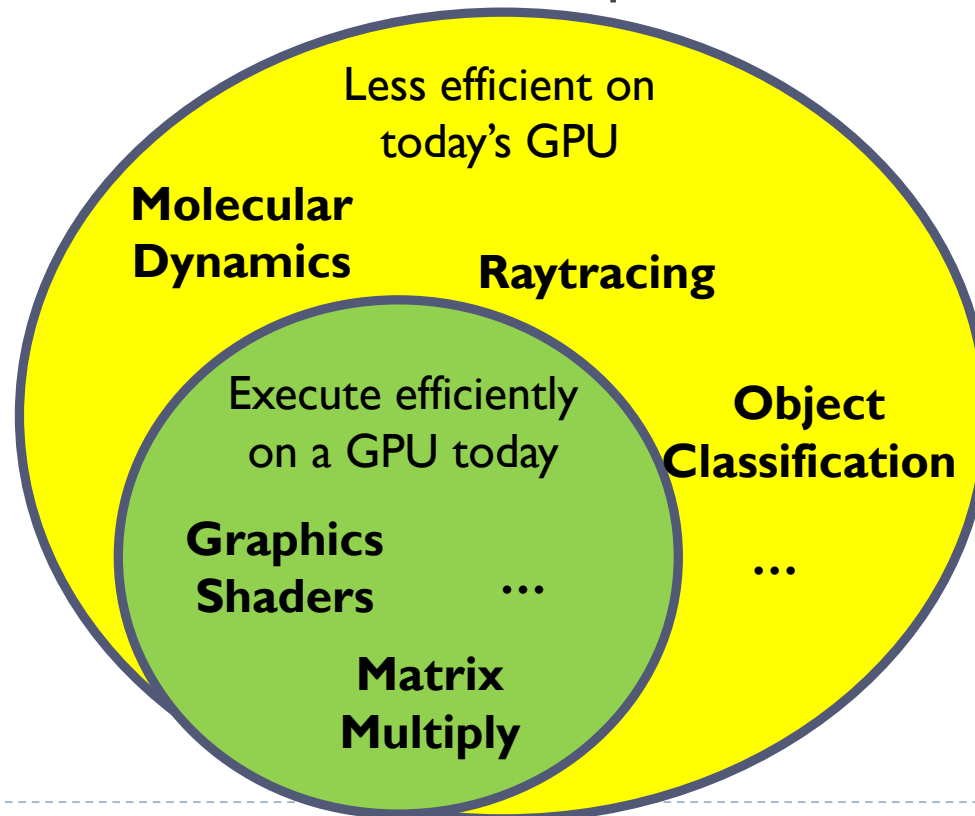 Less efficient on
today’s GPU
Molecular
Dynamics
Raytracing
Execute efficiently
on a GPU today
Object
Classification
Graphics
Shaders
...
...
Matrix
Multiply